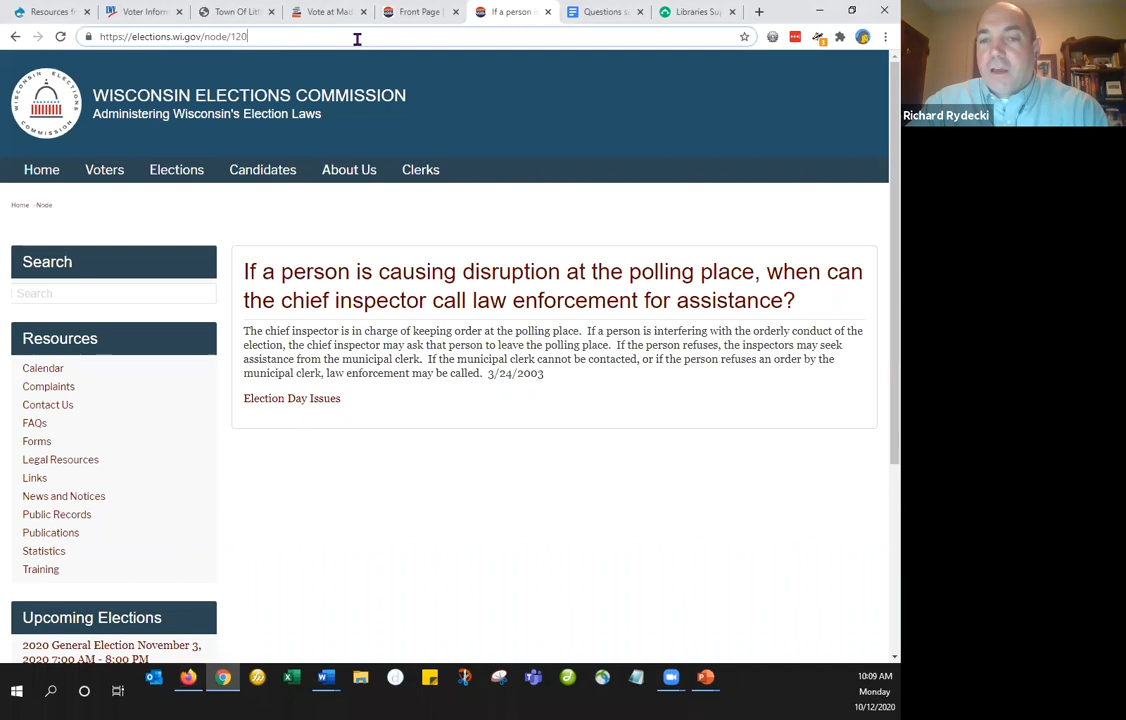 Resources f
Voter Inform
Town Of Littl
Vote at Mad
Front Page |
If a person i
Questions s
Libraries Sup
https://elections.wi.gov/node/120
Richard Rydecki
WISCONSIN ELECTIONS COMMISSION
Administering Wisconsin's Election Laws
Home
Voters
Elections
Candidates
About Us
Clerks
Home Node
Search
Search
Resources
Calendar
Complaints
Contact Us
FAQs
Forms
Legal Resources
Links
News and Notices
Public Records
Publications
Statistics
Training
Upcoming Elections
2020 General Election November 3,
2020 7:00 AM - 8:00 PM
If a person is causing disruption at the polling place, when can
the chief inspector call law enforcement for assistance?
The chief inspector is in charge of keeping order at the polling place. If a person is interfering with the orderly conduct of the
election, the chief inspector may ask that person to leave the polling place. If the person refuses, the inspectors may seek
assistance from the municipal clerk. If the municipal clerk cannot be contacted, or if the person refuses an order by the
municipal clerk, law enforcement may be called. 3/24/2003
Election Day Issues
10:09 AM
Monday
10/12/2020